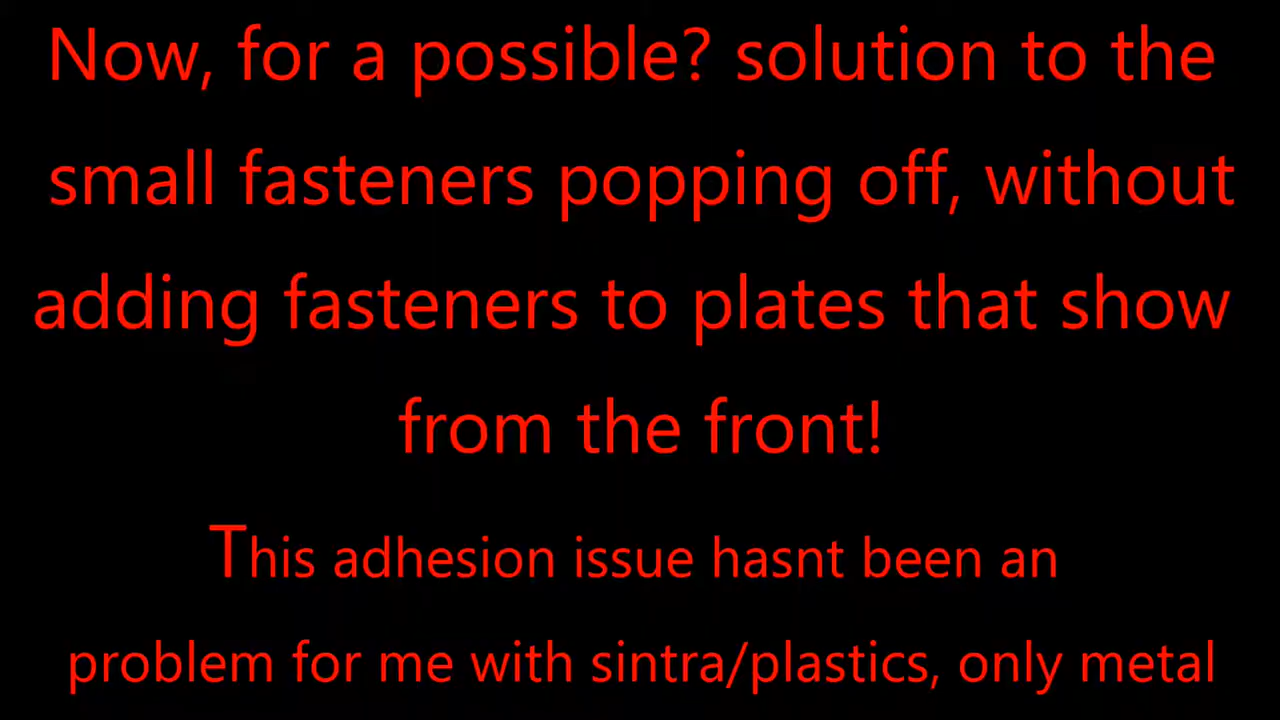 Now, for a possible? solution to the
small fasteners popping off, without
adding fasteners to plates that show
from the front!
This adhesion issue hasnt been an
problem for me with sintra/plastics, only metal